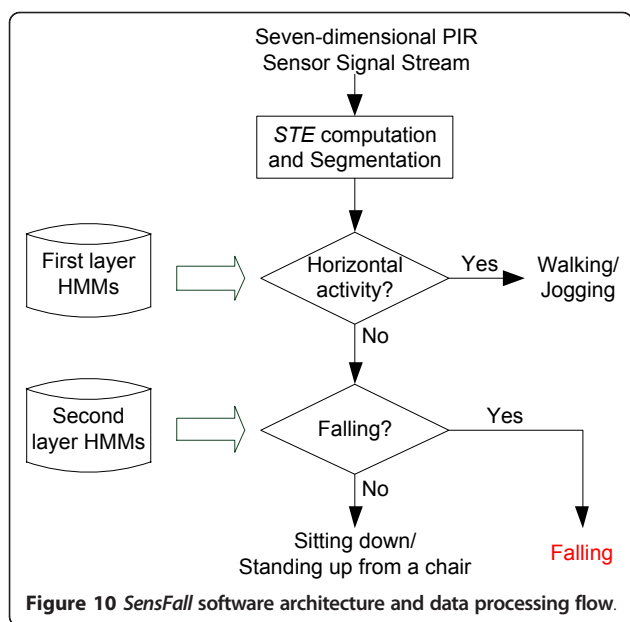 Seven-dimensional PIR
Sensor Signal Stream
STE computation
and Segmentation
First layer
HMMs
Horizontal
activity?
Yes
Walking/
Jogging
No
Second
layer HMMs
Falling?
Yes
No
Sitting down/
Standing up from a chair
Falling
Figure 10 SensFall software architecture and data processing flow.